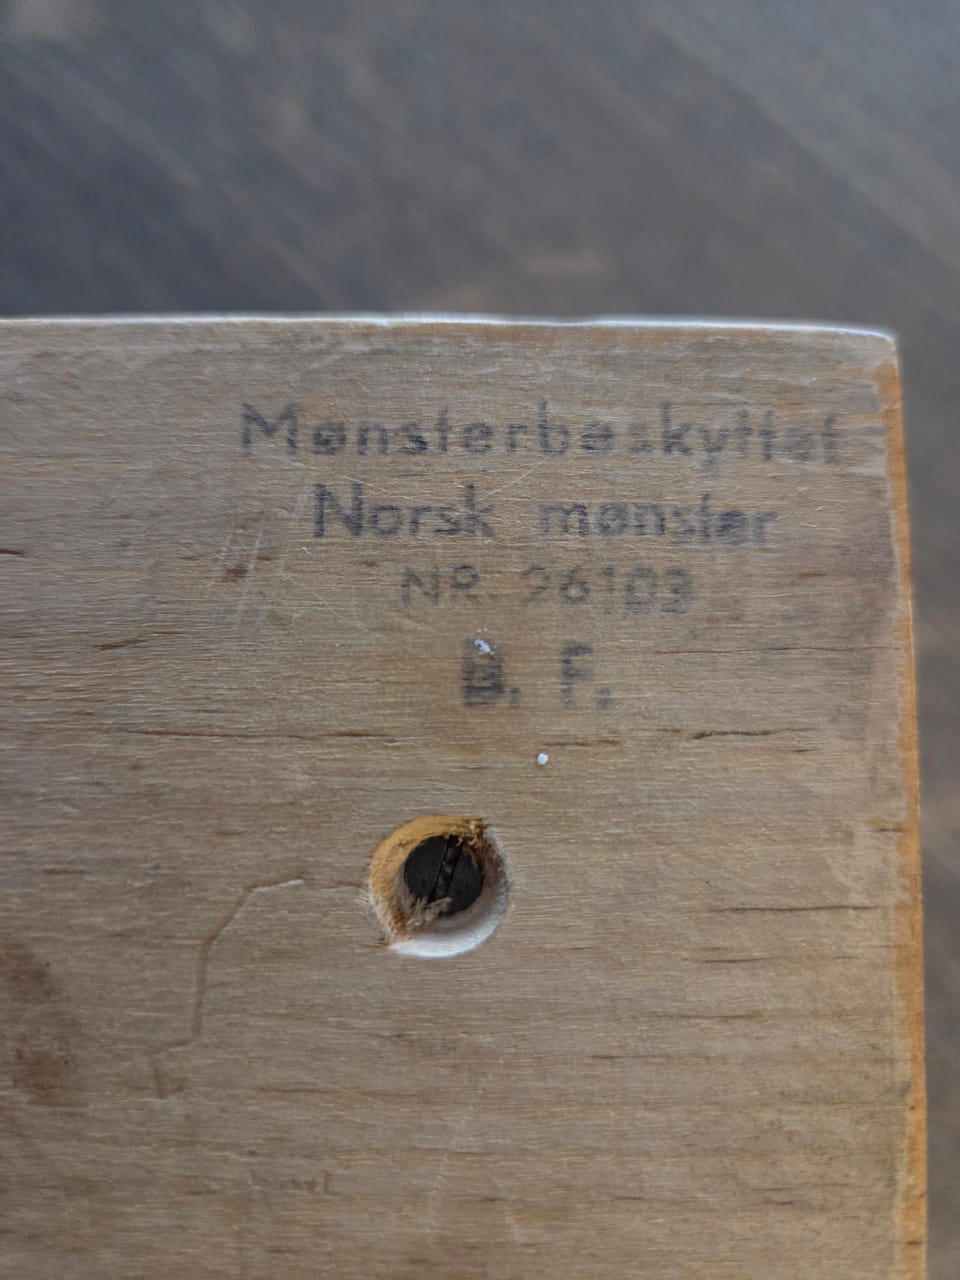 Mønsterbeskyttet
Norsk mønster
NR. 26103
B. F.